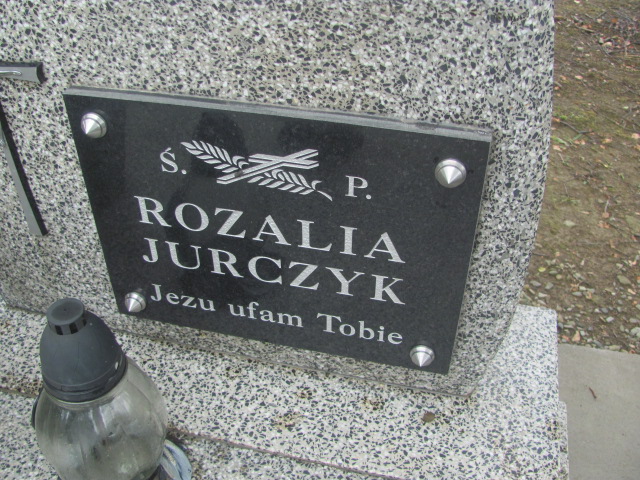 Ś. P.
ROZALIA
JURCZYK
Jezu ufam Tobie